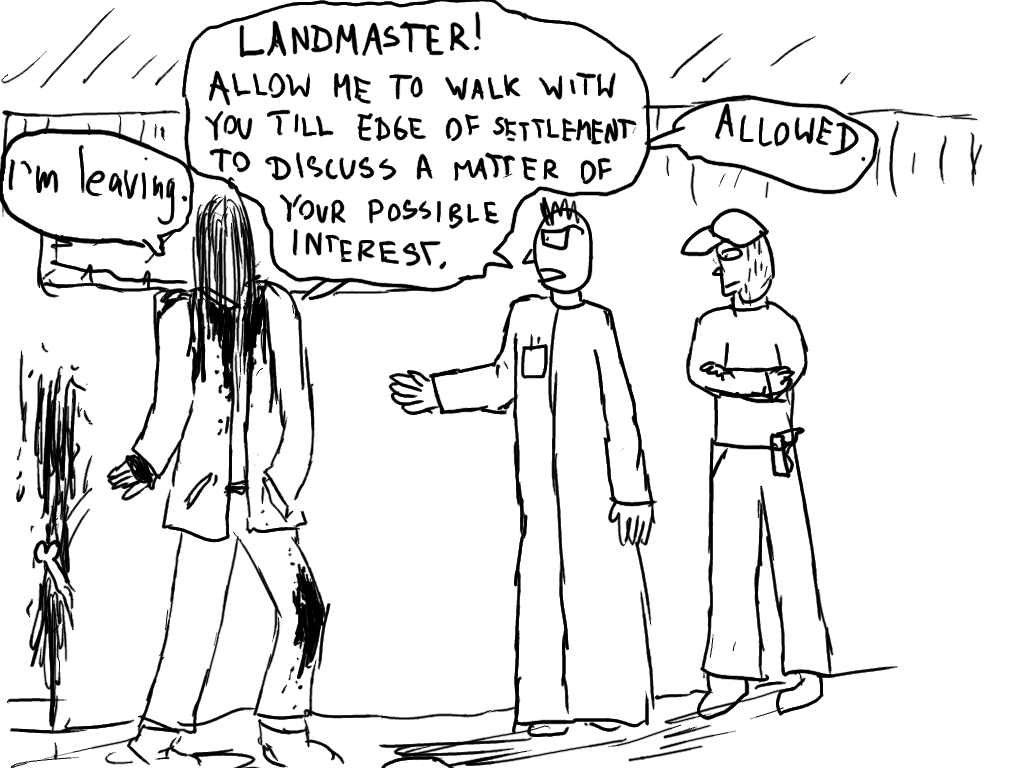 I'm leaving.
LANDMASTER!
ALLOW ME TO WALK WITH
YOU TILL EDGE OF SETTLEMENT
TO DISCUSS A MATTER OF
YOUR POSSIBLE
INTEREST.
ALLOWED.